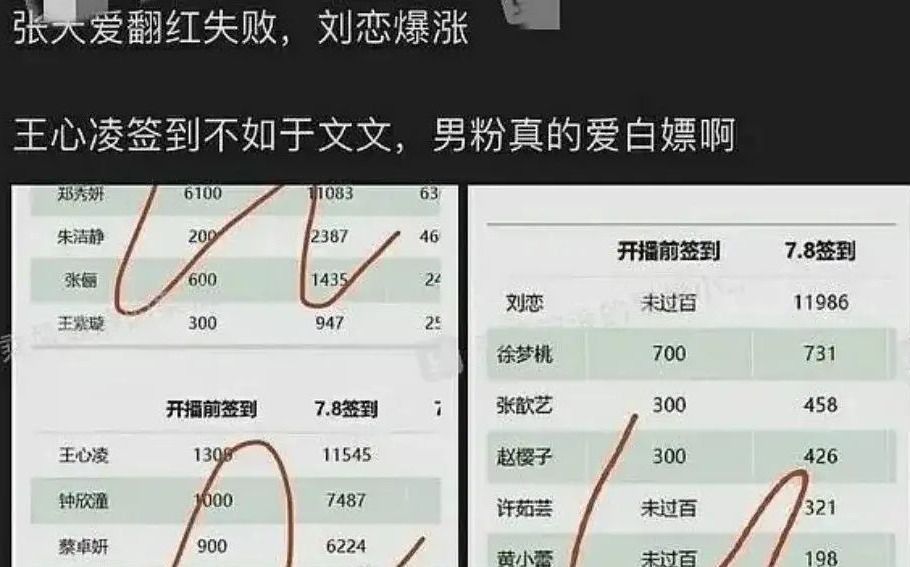 张天爱翻红失败，刘恋爆涨
王心凌签到不如于文文，男粉真的爱白嫖啊
郑秀妍 6100 11083 63
朱洁静 200 2387 46
张俪 600 1435 24
王紫璇 300 947 25
开播前签到 7.8签到 7
王心凌 1300 11545
钟欣潼 1000 7487
蔡卓妍 900 6224
开播前签到 7.8签到
刘恋 未过百 11986
徐梦桃 700 731
张歆艺 300 458
赵樱子 300 426
许茹芸 未过百 321
黄小蕾 未过百 198